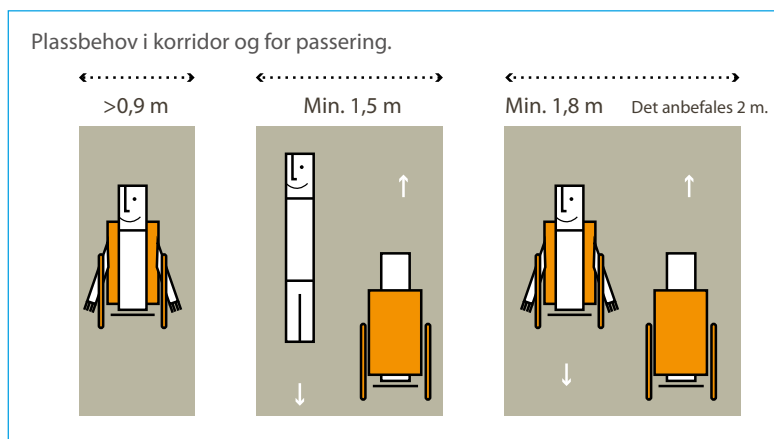 Plassbehov i korridor og for passering.
>0,9 m
Min. 1,5 m
Min. 1,8 m
Det anbefales 2 m.